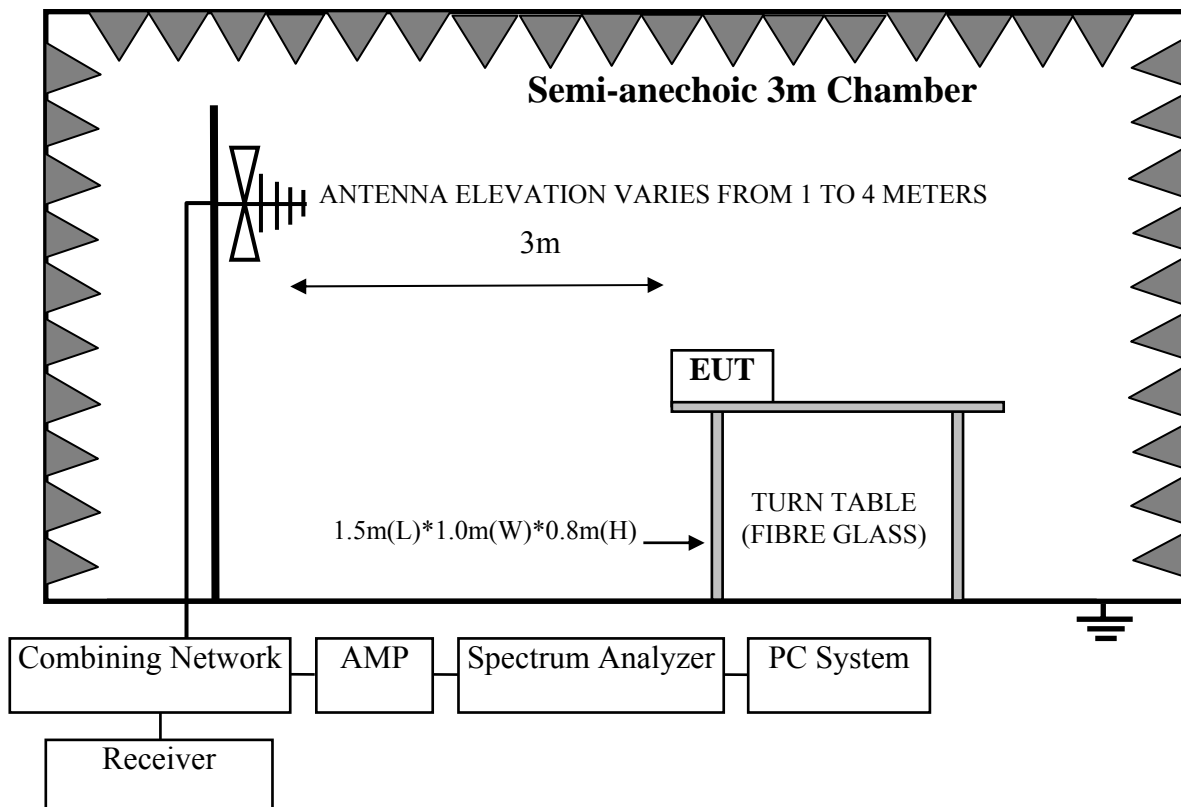 Semi-anechoic 3m Chamber
ANTENNA ELEVATION VARIES FROM 1 TO 4 METERS
3m
EUT
1.5m(L)*1.0m(W)*0.8m(H)
TURN TABLE
(FIBRE GLASS)
Combining Network
AMP
Spectrum Analyzer
PC System
Receiver